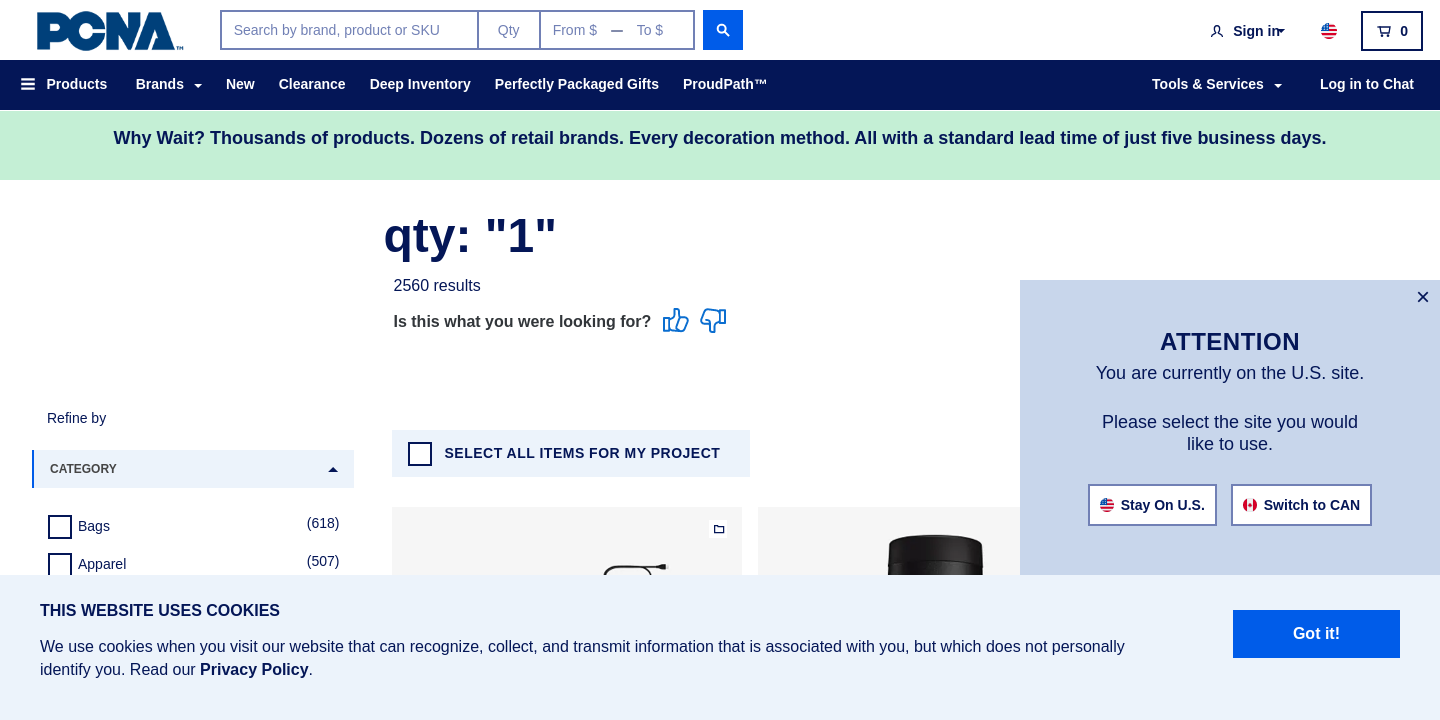 PCNA™
Search by brand, product or SKU
Qty
From $ — To $
Sign in
0
Products
Brands
New
Clearance
Deep Inventory
Perfectly Packaged Gifts
ProudPath™
Tools & Services
Log in to Chat
Why Wait? Thousands of products. Dozens of retail brands. Every decoration method. All with a standard lead time of just five business days.
qty: "1"
2560 results
Is this what you were looking for?
Refine by
CATEGORY
Bags (618)
Apparel (507)
SELECT ALL ITEMS FOR MY PROJECT
×
ATTENTION
You are currently on the U.S. site.
Please select the site you would
like to use.
Stay On U.S.
Switch to CAN
THIS WEBSITE USES COOKIES
We use cookies when you visit our website that can recognize, collect, and transmit information that is associated with you, but which does not personally
identify you. Read our Privacy Policy.
Got it!